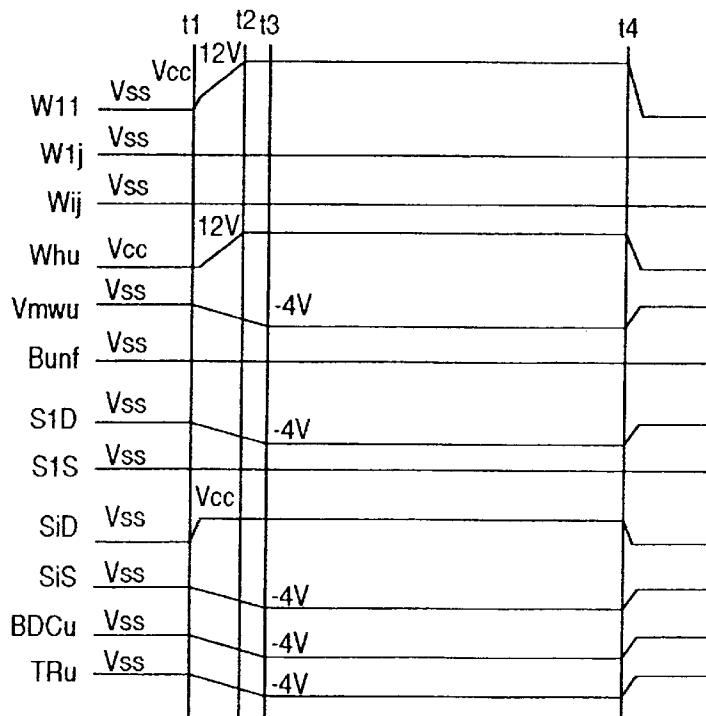 t1 t2 t3 t4
Vcc 12V
W11 Vss
W1j Vss
Wij Vss
Whu Vcc 12V
Vmwu Vss -4V
Bunf Vss
S1D Vss -4V
S1S Vss
Vcc
SiD Vss
SiS Vss -4V
BDCu Vss -4V
TRu Vss -4V